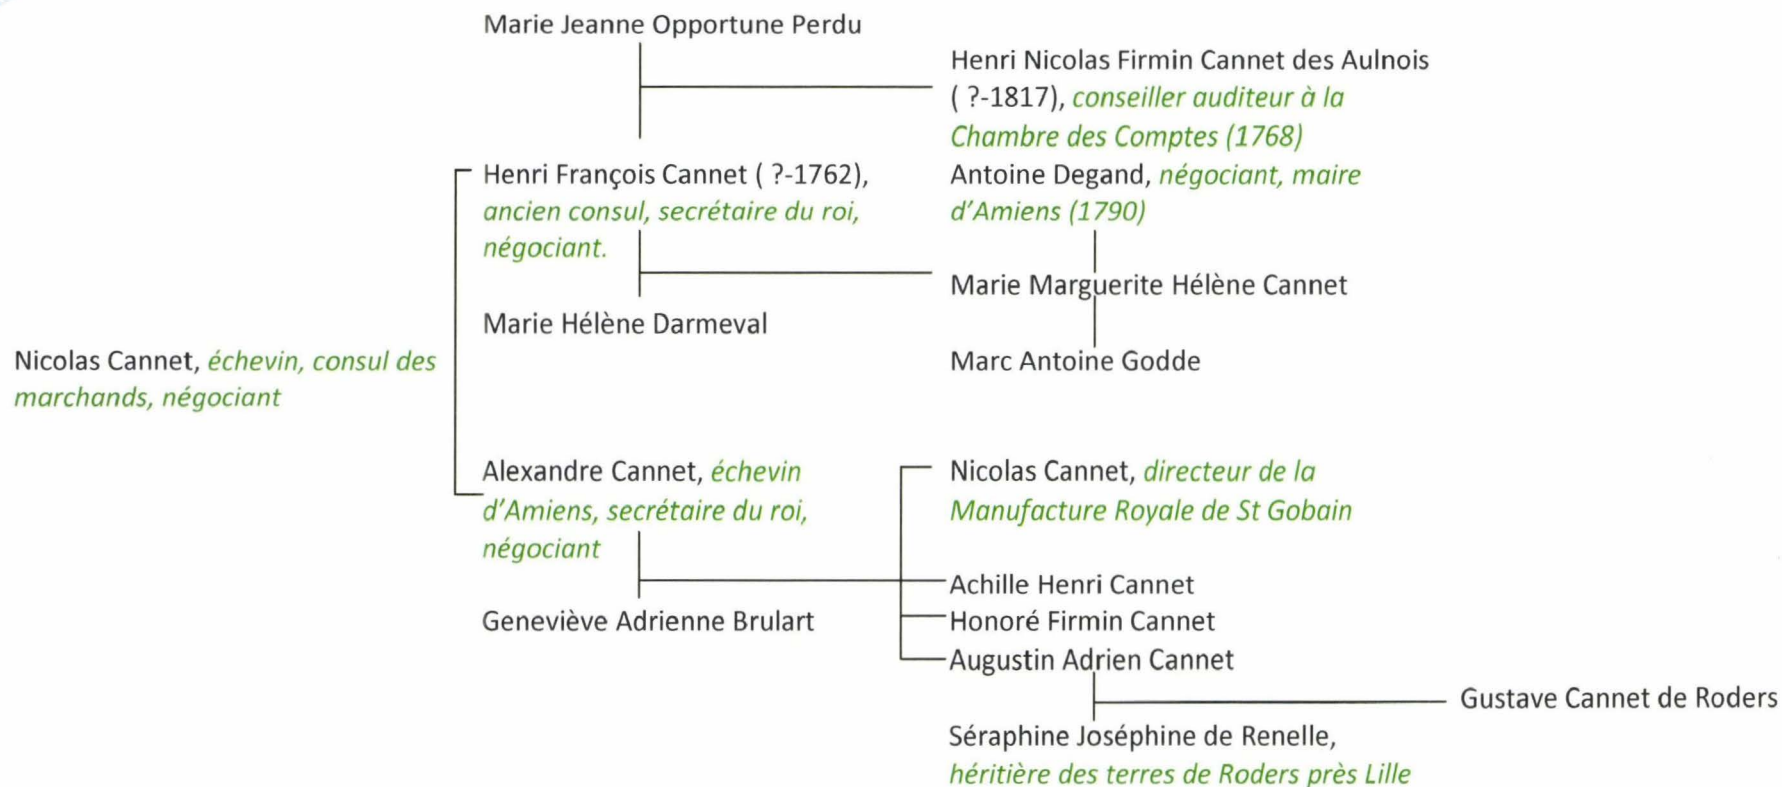 Marie Jeanne Opportune Perdu
Henri Nicolas Firmin Cannet des Aulnois
( ?-1817), conseiller auditeur à la
Chambre des Comptes (1768)
Henri François Cannet ( ?-1762),
ancien consul, secrétaire du roi,
négociant.
Antoine Degand, négociant, maire
d'Amiens (1790)
Marie Marguerite Hélène Cannet
Marie Hélène Darmeval
Marc Antoine Godde
Nicolas Cannet, échevin, consul des
marchands, négociant
Alexandre Cannet, échevin
d'Amiens, secrétaire du roi,
négociant
Nicolas Cannet, directeur de la
Manufacture Royale de St Gobain
Achille Henri Cannet
Geneviève Adrienne Brulart
Honoré Firmin Cannet
Augustin Adrien Cannet
Gustave Cannet de Roders
Séraphine Joséphine de Renelle,
héritière des terres de Roders près Lille